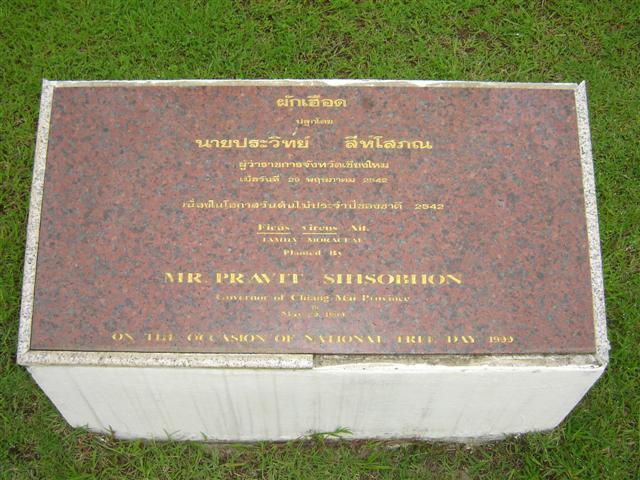 ผักเฮือด
ปลูกโดย
นายประวิทย์ สีห์โสภณ
ผู้ว่าราชการจังหวัดเชียงใหม่
เมื่อวันที่ 29 พฤษภาคม 2542
เนื่องในโอกาสวันต้นไม้ประจำปีของชาติ 2542
Ficus virens Ait.
FAMILY MORACEAE
Planted By
MR. PRAVIT SIHSOBHON
Governor of Chiang Mai Province
May 29, 1999
ON THE OCCASION OF NATIONAL TREE DAY 1999